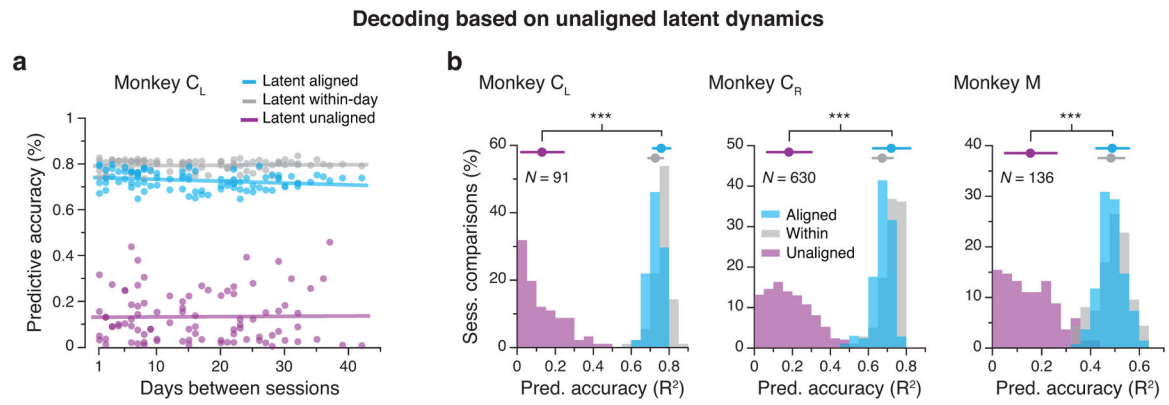 Decoding based on unaligned latent dynamics
a
Monkey C_L
Latent aligned
Latent within-day
Latent unaligned
Predictive accuracy (%)
1
0.8
0.6
0.4
0.2
0
1
10
20
30
40
Days between sessions
b
Monkey C_L
***
Sess. comparisons (%)
60
40
20
0
N = 91
0
0.2
0.4
0.6
0.8
Pred. accuracy (R²)
Monkey C_R
***
50
40
30
20
10
0
N = 630
Aligned
Within
Unaligned
0
0.2
0.4
0.6
0.8
Pred. accuracy (R²)
Monkey M
***
40
30
20
10
0
N = 136
0
0.2
0.4
0.6
Pred. accuracy (R²)